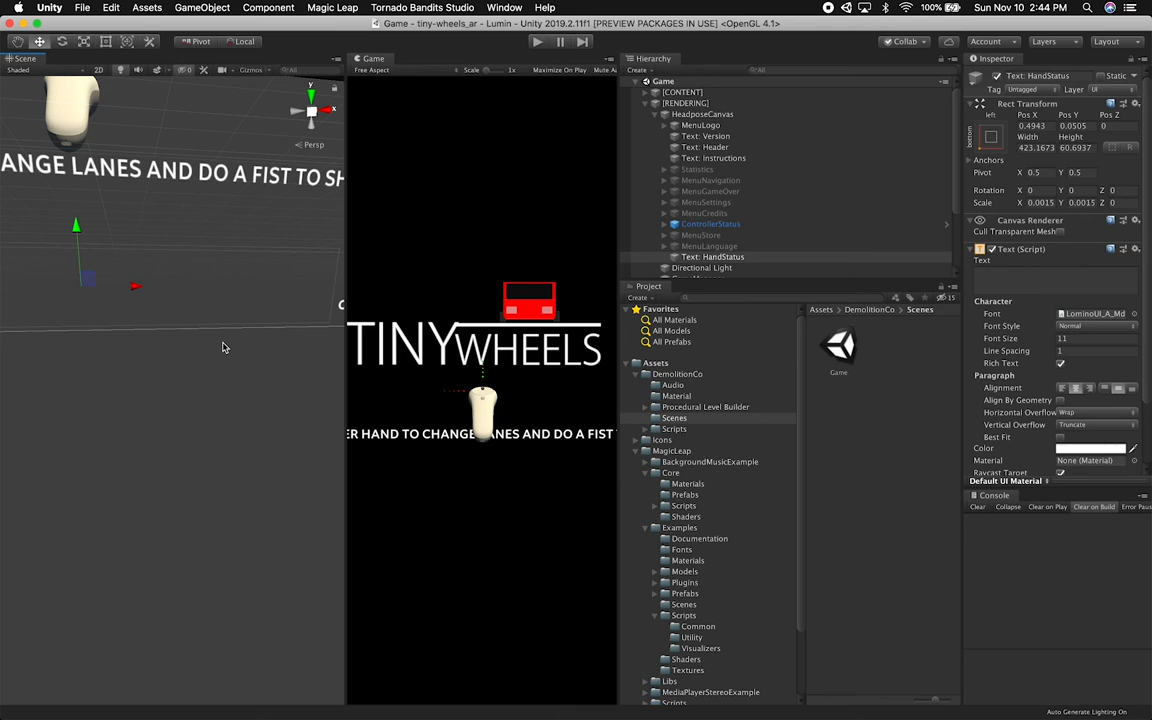 Unity File Edit Assets GameObject Component Magic Leap Tornado Bandits Studio Window Help 100% Sun Nov 10 2:44 PM
Game - tiny-wheels_ar - Lumin - Unity 2019.2.11f1 [PREVIEW PACKAGES IN USE] <OpenGL 4.1>
Pivot Local Collab Account Layers Layout
Scene
Shaded 2D 0 Gizmos All
y
x
Persp
ANGE LANES AND DO A FIST TO SH
Game
Free Aspect Scale 1x Maximize On Play Mute Au
TINYWHEELS
ER HAND TO CHANGE LANES AND DO A FIST
Hierarchy
Create All
Game
[CONTENT]
[RENDERING]
HeadposeCanvas
MenuLogo
Text: Version
Text: Header
Text: Instructions
Statistics
MenuNavigation
MenuGameOver
MenuSettings
MenuCredits
ControllerStatus
MenuStore
MenuLanguage
Text: HandStatus
Directional Light
Project
Create 15
Favorites
All Materials
All Models
All Prefabs
Assets
DemolitionCo
Audio
Material
Procedural Level Builder
Scenes
Scripts
Icons
MagicLeap
BackgroundMusicExample
Core
Materials
Prefabs
Scripts
Shaders
Examples
Documentation
Fonts
Materials
Models
Plugins
Prefabs
Scenes
Scripts
Common
Utility
Visualizers
Shaders
Textures
Libs
MediaPlayerStereoExample
Scripts
Assets DemolitionCo Scenes
Game
Inspector
Text: HandStatus Static
Tag Untagged Layer UI
Rect Transform
left Pos X Pos Y Pos Z
bottom 0.4943 0.0505 0
Width Height
423.1673 60.6937 R
Anchors
Pivot X 0.5 Y 0.5
Rotation X 0 Y 0 Z 0
Scale X 0.0015 Y 0.0015 Z 0
Canvas Renderer
Cull Transparent Mesh
Text (Script)
Text
Character
Font LominoUI_A_Md
Font Style Normal
Font Size 11
Line Spacing 1
Rich Text
Paragraph
Alignment
Align By Geometry
Horizontal Overflow Wrap
Vertical Overflow Truncate
Best Fit
Color
Material None (Material)
Raycast Target
Default UI Material
Console
Clear Collapse Clear on Play Clear on Build Error Paus
Auto Generate Lighting On